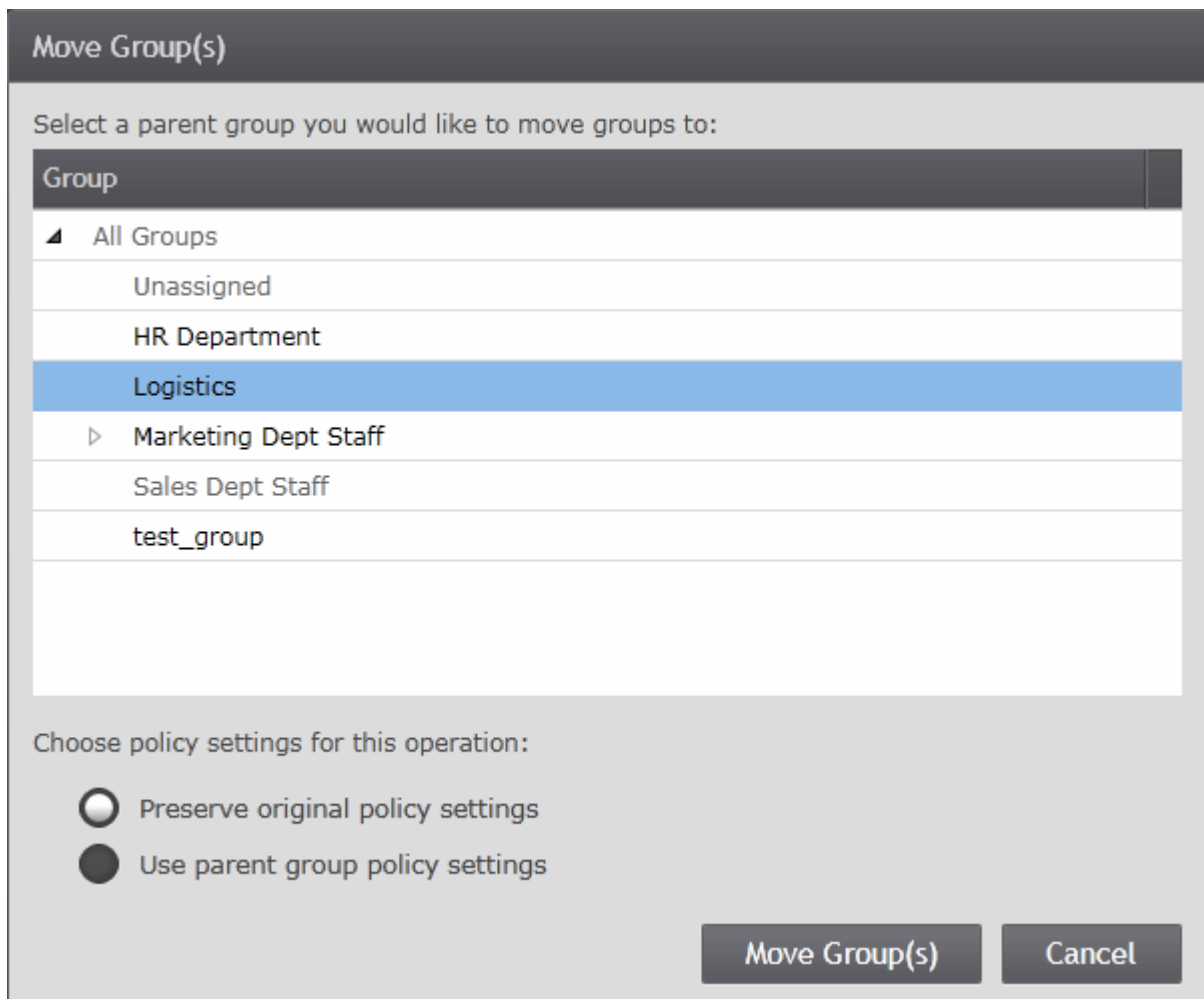 Move Group(s)
Select a parent group you would like to move groups to:
Group
All Groups
Unassigned
HR Department
Logistics
Marketing Dept Staff
Sales Dept Staff
test_group
Choose policy settings for this operation:
Preserve original policy settings
Use parent group policy settings
Move Group(s) Cancel